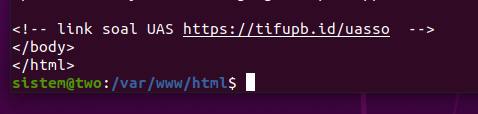 <!-- link soal UAS https://tifupb.id/uasso  -->
</body>
</html>
sistem@two:/var/www/html$